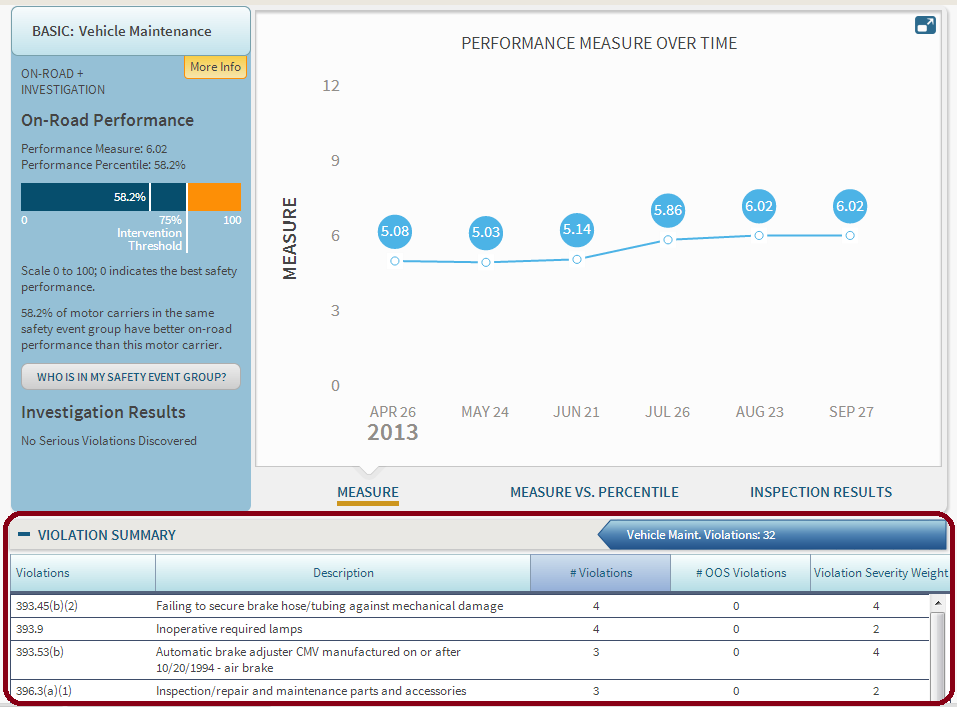 BASIC: Vehicle Maintenance
More Info
ON-ROAD +
INVESTIGATION
On-Road Performance
Performance Measure: 6.02
Performance Percentile: 58.2%
58.2%
0 75% 100
Intervention
Threshold
Scale 0 to 100; 0 indicates the best safety
performance.
58.2% of motor carriers in the same
safety event group have better on-road
performance than this motor carrier.
WHO IS IN MY SAFETY EVENT GROUP?
Investigation Results
No Serious Violations Discovered
PERFORMANCE MEASURE OVER TIME
MEASURE
12
9
6
3
0
5.08 5.03 5.14 5.86 6.02 6.02
APR 26 MAY 24 JUN 21 JUL 26 AUG 23 SEP 27
2013
MEASURE MEASURE VS. PERCENTILE INSPECTION RESULTS
VIOLATION SUMMARY Vehicle Maint. Violations: 32
Violations Description # Violations # OOS Violations Violation Severity Weight
393.45(b)(2) Failing to secure brake hose/tubing against mechanical damage 4 0 4
393.9 Inoperative required lamps 4 0 2
393.53(b) Automatic brake adjuster CMV manufactured on or after 3 0 4
10/20/1994 - air brake
396.3(a)(1) Inspection/repair and maintenance parts and accessories 3 0 2